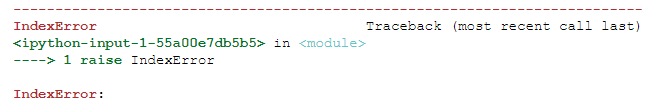 ---------------------------------------------------------------------------
IndexError                                Traceback (most recent call last)
<ipython-input-1-55a00e7db5b5> in <module>
----> 1 raise IndexError

IndexError: